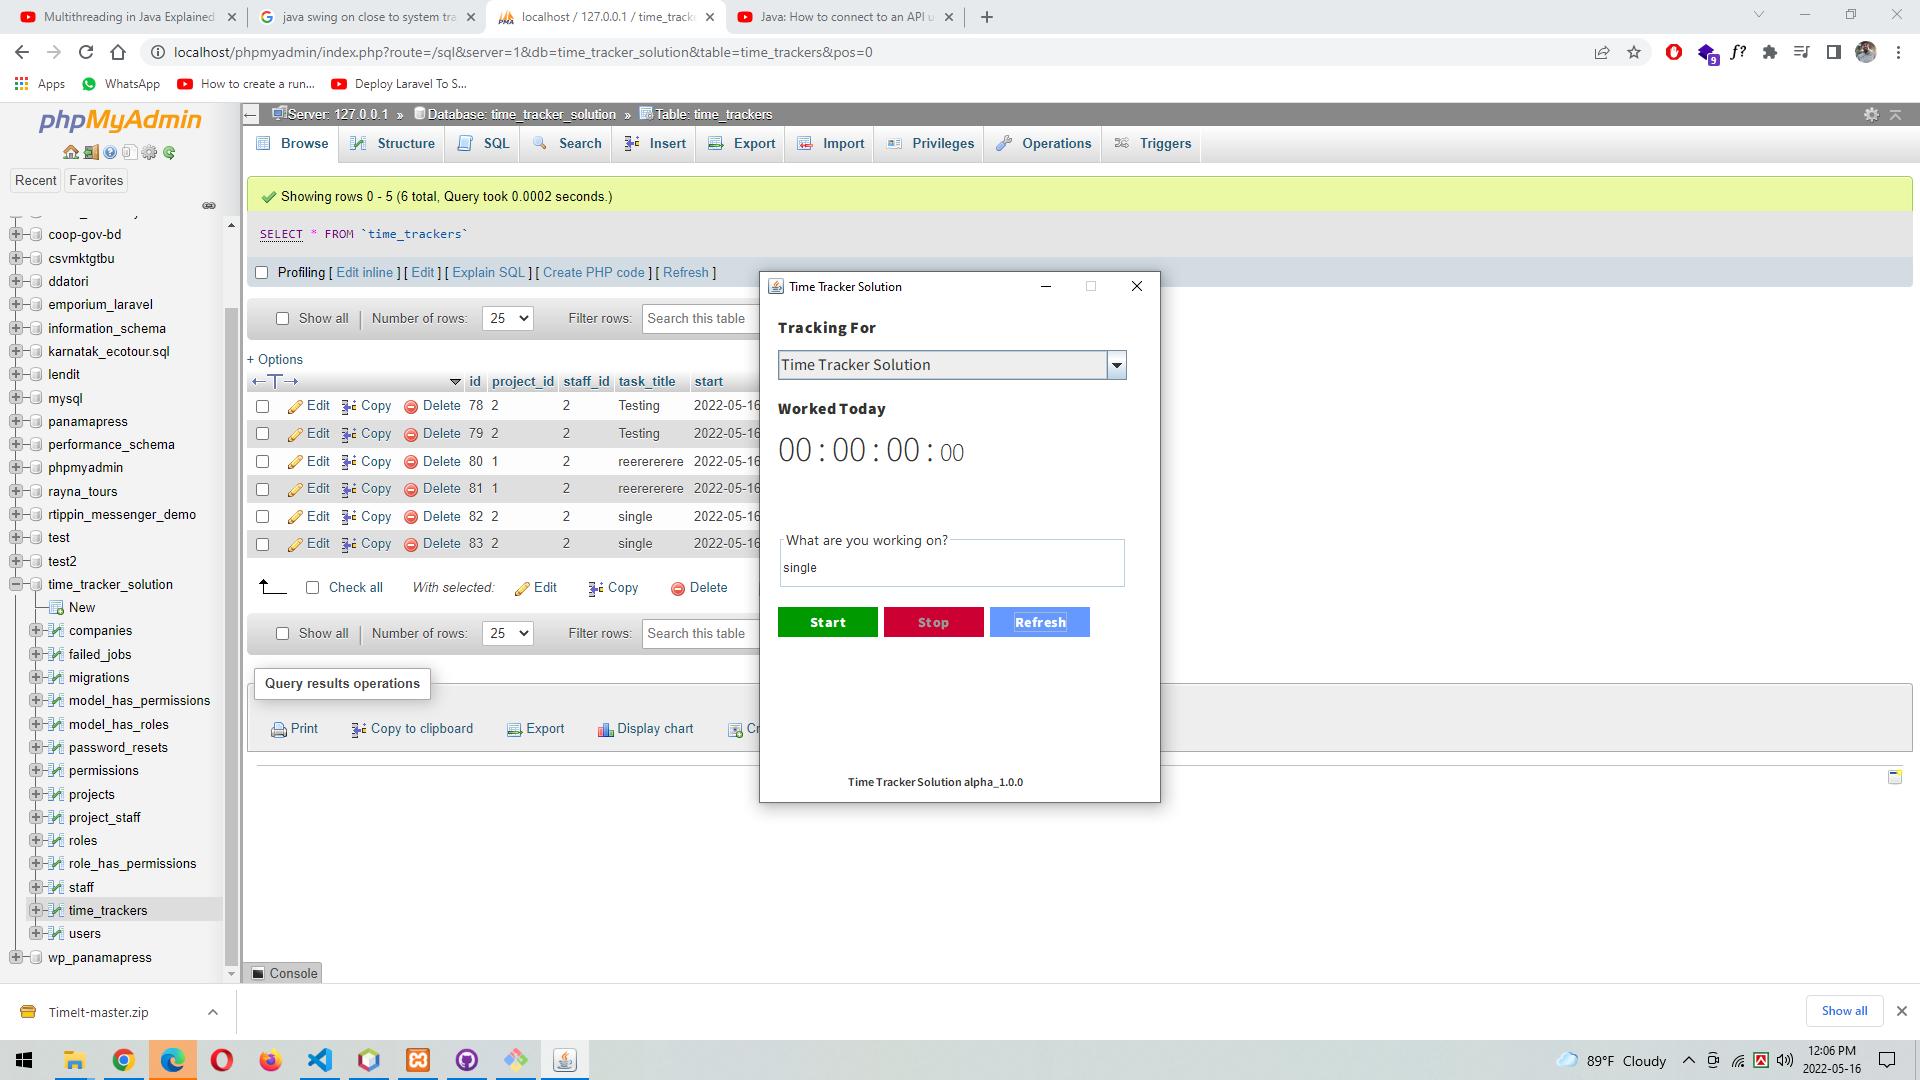 Multithreading in Java Explained
java swing on close to system tra
localhost / 127.0.0.1 / time_track
Java: How to connect to an API u
localhost/phpmyadmin/index.php?route=/sql&server=1&db=time_tracker_solution&table=time_trackers&pos=0
9 f?
Apps WhatsApp How to create a run... Deploy Laravel To S...
phpMyAdmin
Recent Favorites
coop-gov-bd
csvmktgtbu
ddatori
emporium_laravel
information_schema
karnatak_ecotour.sql
lendit
mysql
panamapress
performance_schema
phpmyadmin
rayna_tours
rtippin_messenger_demo
test
test2
time_tracker_solution
New
companies
failed_jobs
migrations
model_has_permissions
model_has_roles
password_resets
permissions
projects
project_staff
roles
role_has_permissions
staff
time_trackers
users
wp_panamapress
Server: 127.0.0.1 » Database: time_tracker_solution » Table: time_trackers
Browse Structure SQL Search Insert Export Import Privileges Operations Triggers
Showing rows 0 - 5 (6 total, Query took 0.0002 seconds.)
SELECT * FROM `time_trackers`
Profiling [ Edit inline ] [ Edit ] [ Explain SQL ] [ Create PHP code ] [ Refresh ]
Show all Number of rows: 25 Filter rows: Search this table
+ Options
id project_id staff_id task_title start
Edit Copy Delete 78 2 2 Testing 2022-05-16
Edit Copy Delete 79 2 2 Testing 2022-05-16
Edit Copy Delete 80 1 2 reerererere 2022-05-16
Edit Copy Delete 81 1 2 reerererere 2022-05-16
Edit Copy Delete 82 2 2 single 2022-05-16
Edit Copy Delete 83 2 2 single 2022-05-16
Check all With selected: Edit Copy Delete
Show all Number of rows: 25 Filter rows: Search this table
Query results operations
Print Copy to clipboard Export Display chart Cr
Console
Time Tracker Solution
Tracking For
Time Tracker Solution
Worked Today
00 : 00 : 00 : 00
What are you working on?
single
Start Stop Refresh
Time Tracker Solution alpha_1.0.0
TimeIt-master.zip
Show all
89°F Cloudy
12:06 PM
2022-05-16